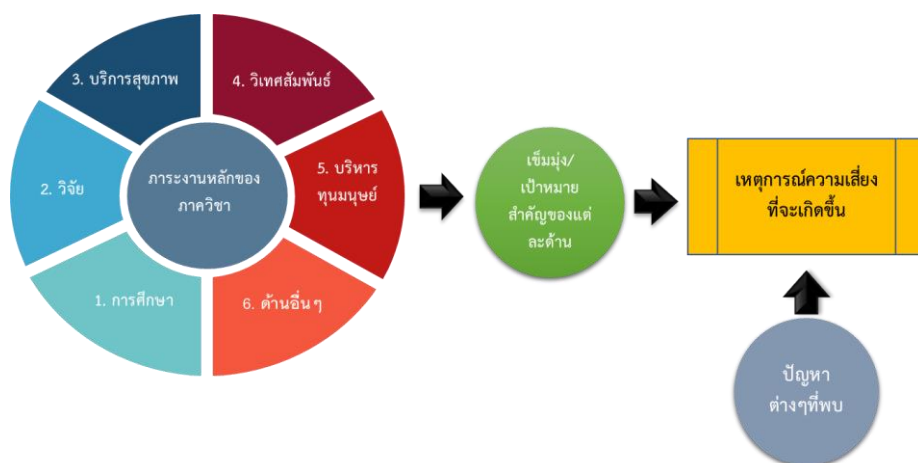 3. บริการสุขภาพ
4. วิเทศสัมพันธ์
2. วิจัย
ภาระงานหลักของ
ภาควิชา
5. บริหาร
ทุนมนุษย์
1. การศึกษา
6. ด้านอื่นๆ
เข็มมุ่ง/
เป้าหมาย
สำคัญของแต่
ละด้าน
เหตุการณ์ความเสี่ยง
ที่จะเกิดขึ้น
ปัญหา
ต่างๆที่พบ